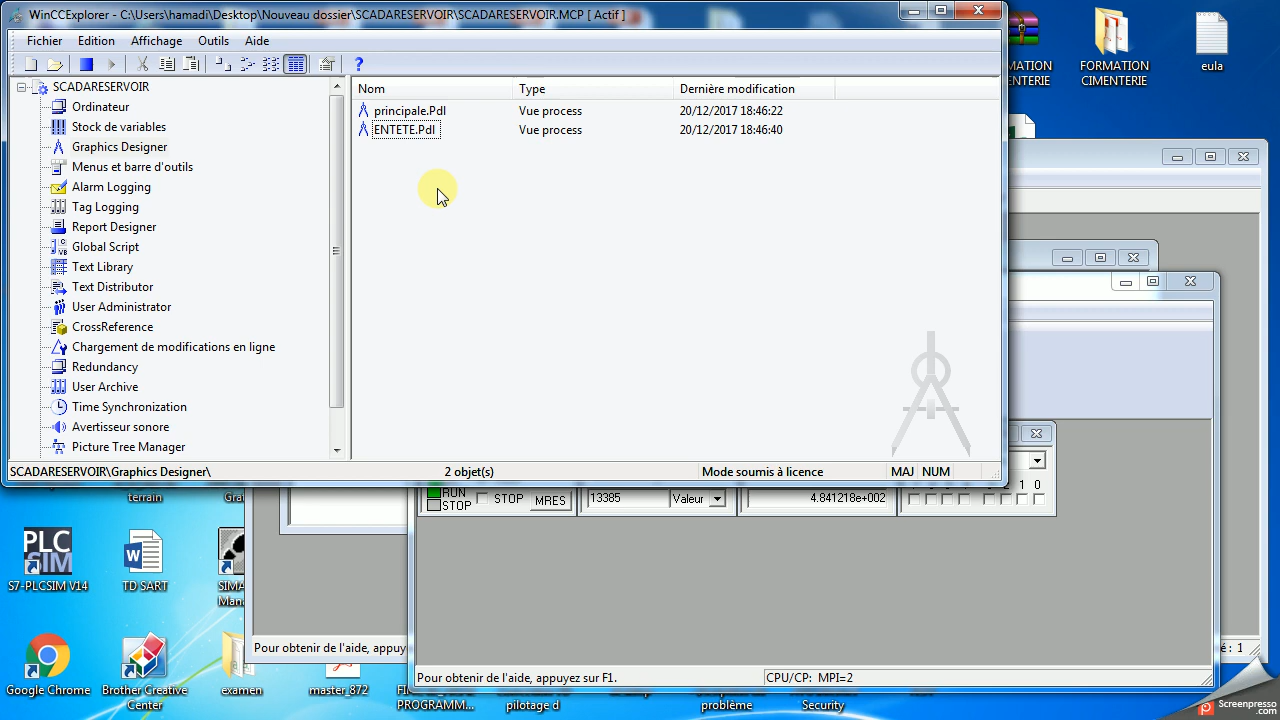 WinCCExplorer - C:\Users\hamadi\Desktop\Nouveau dossier\SCADARESERVOIR\SCADARESERVOIR.MCP [ Actif ]
Fichier Edition Affichage Outils Aide
SCADARESERVOIR
Ordinateur
Stock de variables
Graphics Designer
Menus et barre d'outils
Alarm Logging
Tag Logging
Report Designer
Global Script
Text Library
Text Distributor
User Administrator
CrossReference
Chargement de modifications en ligne
Redundancy
User Archive
Time Synchronization
Avertisseur sonore
Picture Tree Manager
Nom Type Dernière modification
principale.Pdl Vue process 20/12/2017 18:46:22
ENTETE.Pdl Vue process 20/12/2017 18:46:40
SCADARESERVOIR\Graphics Designer\ 2 objet(s) Mode soumis à licence MAJ NUM
FORMATION
CIMENTERIE
eula
terrain
RUN
STOP
STOP
MRES
13385
Valeur
4.841218e+002
1 0
S7-PLCSIM V14
TD SART
Pour obtenir de l'aide, appuy
Google Chrome
Brother Creative
Center
examen
master_872
PROGRAMM...
pilotage d
problème
Security
Pour obtenir de l'aide, appuyez sur F1.
CPU/CP: MPI=2
é : 1
Screenpresso
.com